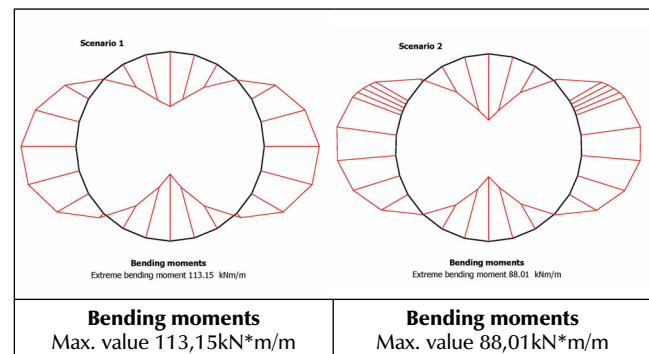 Scenario 1
Bending moments
Extreme bending moment 113.15 kNm/m
Scenario 2
Bending moments
Extreme bending moment 88.01 kNm/m
Bending moments
Max. value 113,15kN*m/m
Bending moments
Max. value 88,01kN*m/m